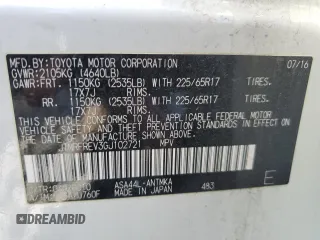 MFD.BY:TOYOTA MOTOR CORPORATION 07/16
GVWR:2105KG (4640LB)
GAWR:FRT. 1150KG (2535LB) WITH 225/65R17 TIRES.
17X7J RIMS.
RR. 1150KG (2535LB) WITH 225/65R17 TIRES.
17X7J RIMS.
THIS VEHICLE CONFORMS TO ALL APPLICABLE
FEDERAL MOTOR VEHICLE SAFETY AND
STANDARDS IN EFFECT ON THE DATE OF
MANUFACTURE SHOWN ABOVE.
MPV
ASA44L-ANTMKA
MADE IN JAPAN 483 E